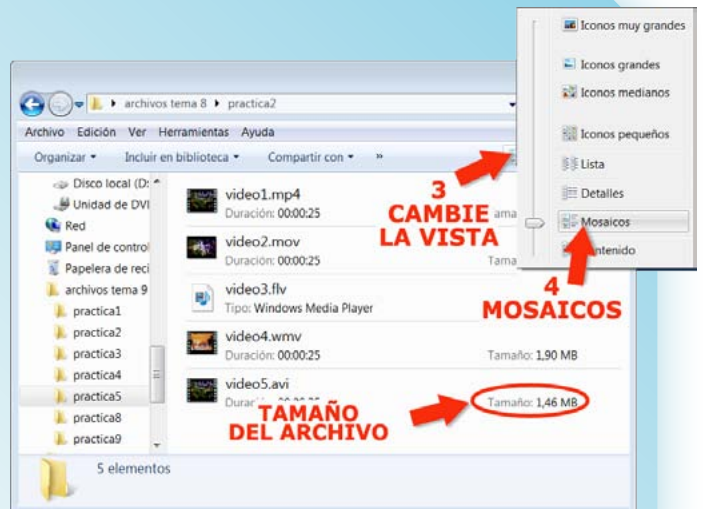 Iconos muy grandes
Iconos grandes
Iconos medianos
Iconos pequeños
Lista
Detalles
Mosaicos
ntenido
archivos tema 8 practica2
Archivo Edición Ver Herramientas Ayuda
Organizar Incluir en biblioteca Compartir con »
Disco local (D:
Unidad de DVI
Red
Panel de control
Papelera de reci
archivos tema 9
practica1
practica2
practica3
practica4
practica5
practica8
practica9
video1.mp4
Duración: 00:00:25
video2.mov
Duración: 00:00:25
Tama
video3.flv
Tipo: Windows Media Player
video4.wmv
Duración: 00:00:25
Tamaño: 1,90 MB
video5.avi
Tamaño: 1,46 MB
3
CAMBIE
LA VISTA
4
MOSAICOS
TAMAÑO
DEL ARCHIVO
5 elementos